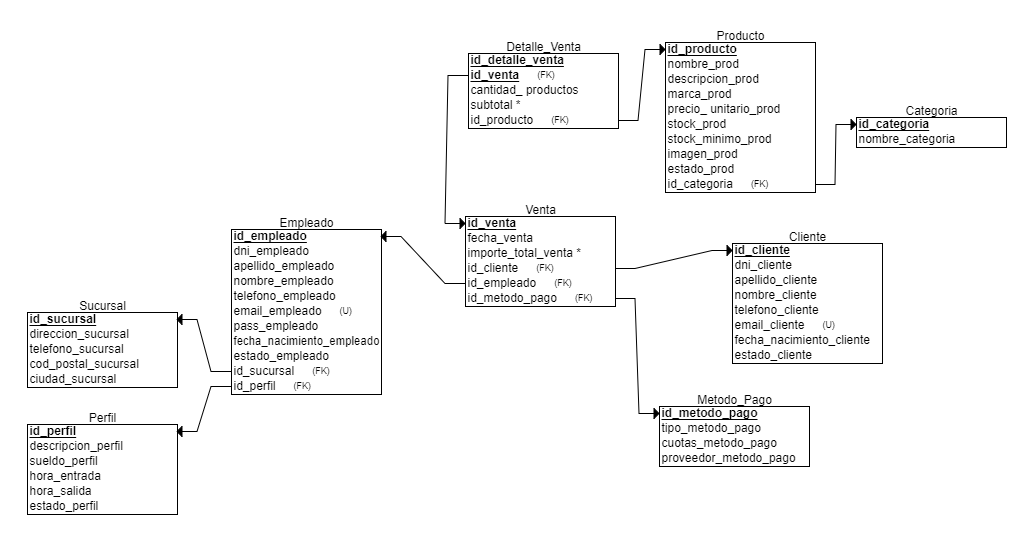 Detalle_Venta
id_detalle_venta
id_venta (FK)
cantidad_ productos
subtotal *
id_producto (FK)
Producto
id_producto
nombre_prod
descripcion_prod
marca_prod
precio_ unitario_prod
stock_prod
stock_minimo_prod
imagen_prod
estado_prod
id_categoria (FK)
Categoria
id_categoria
nombre_categoria
Venta
id_venta
fecha_venta
importe_total_venta *
id_cliente (FK)
id_empleado (FK)
id_metodo_pago (FK)
Empleado
id_empleado
dni_empleado
apellido_empleado
nombre_empleado
telefono_empleado
email_empleado (U)
pass_empleado
fecha_nacimiento_empleado
estado_empleado
id_sucursal (FK)
id_perfil (FK)
Cliente
id_cliente
dni_cliente
apellido_cliente
nombre_cliente
telefono_cliente
email_cliente (U)
fecha_nacimiento_cliente
estado_cliente
Sucursal
id_sucursal
direccion_sucursal
telefono_sucursal
cod_postal_sucursal
ciudad_sucursal
Perfil
id_perfil
descripcion_perfil
sueldo_perfil
hora_entrada
hora_salida
estado_perfil
Metodo_Pago
id_metodo_pago
tipo_metodo_pago
cuotas_metodo_pago
proveedor_metodo_pago